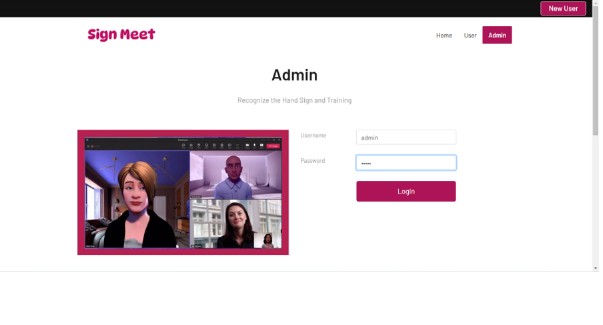 New User
Sign Meet
Home User Admin
Admin
Recognize the Hand Sign and Training
Username
admin
Password
•••••
Login